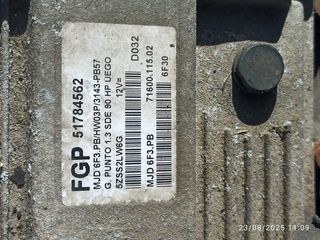 FGP 51784562
MJD 6F3.PB/HW03P/3143-PB57
G. PUNTO 1.3 SDE 90 HP UEGO
5ZSS2LW6G 12V= D032
MJD 6F3.PB 71600.115.02
6F30
23/08/2025 11:09